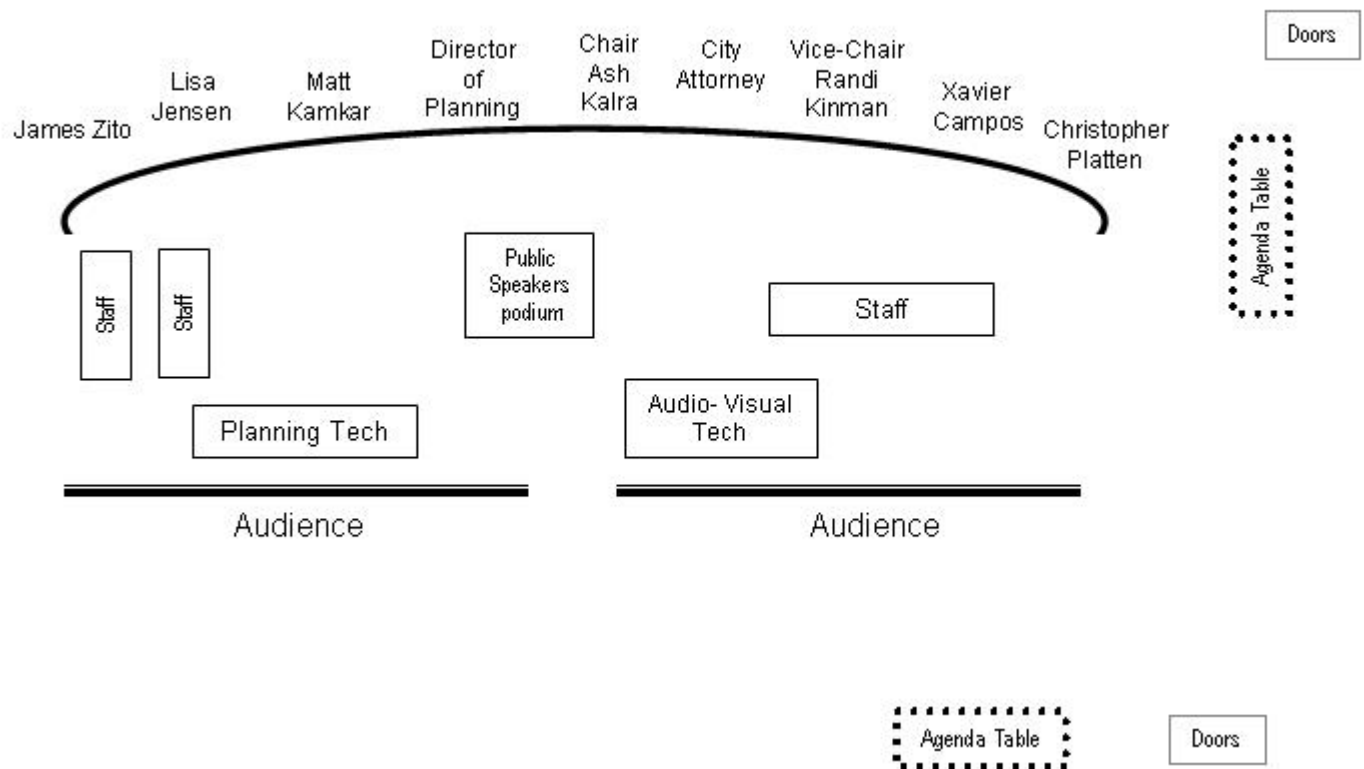 Doors
James Zito
Lisa
Jensen
Matt
Kamkar
Director
of
Planning
Chair
Ash
Kalra
City
Attorney
Vice-Chair
Randi
Kinman
Xavier
Campos
Christopher
Platten
Agenda Table
Staff
Staff
Public
Speakers
podium
Staff
Planning Tech
Audio- Visual
Tech
Audience
Audience
Agenda Table
Doors